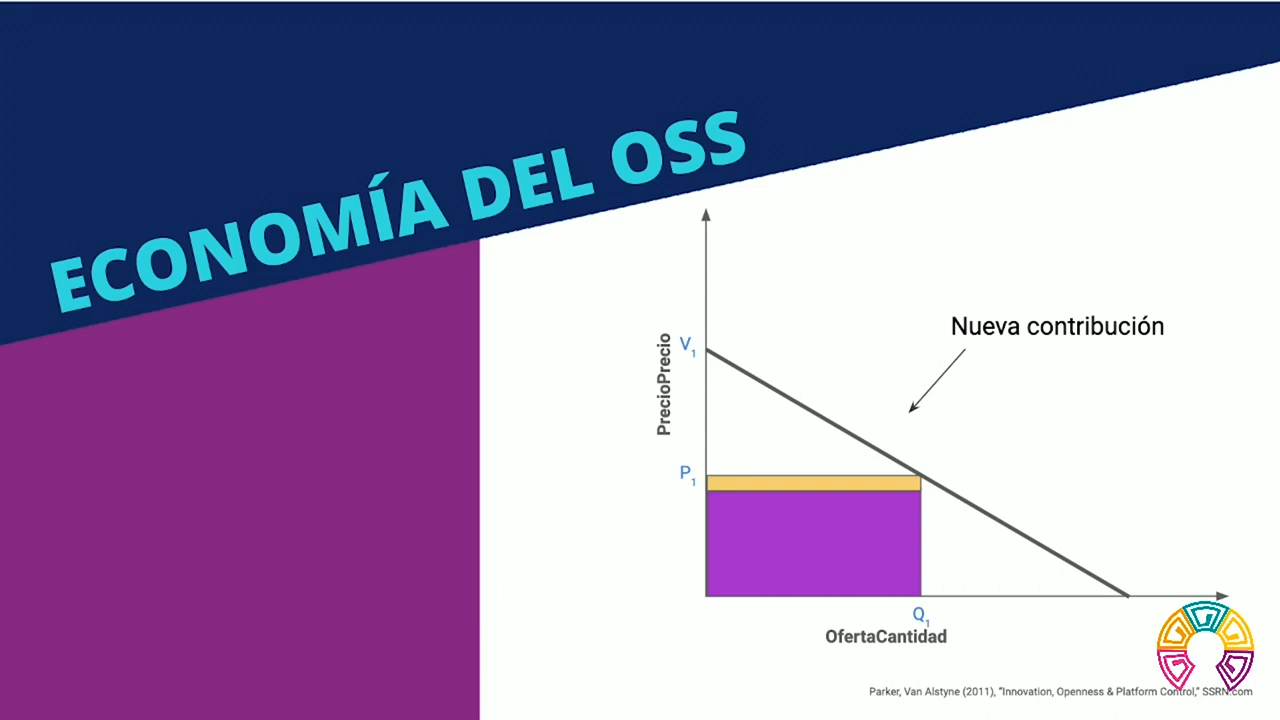 ECONOMÍA DEL OSS
Nueva contribución
PrecioPrecio
V1
P1
Q1
OfertaCantidad
Parker, Van Alstyne (2011), “Innovation, Openness & Platform Control,” SSRN.com